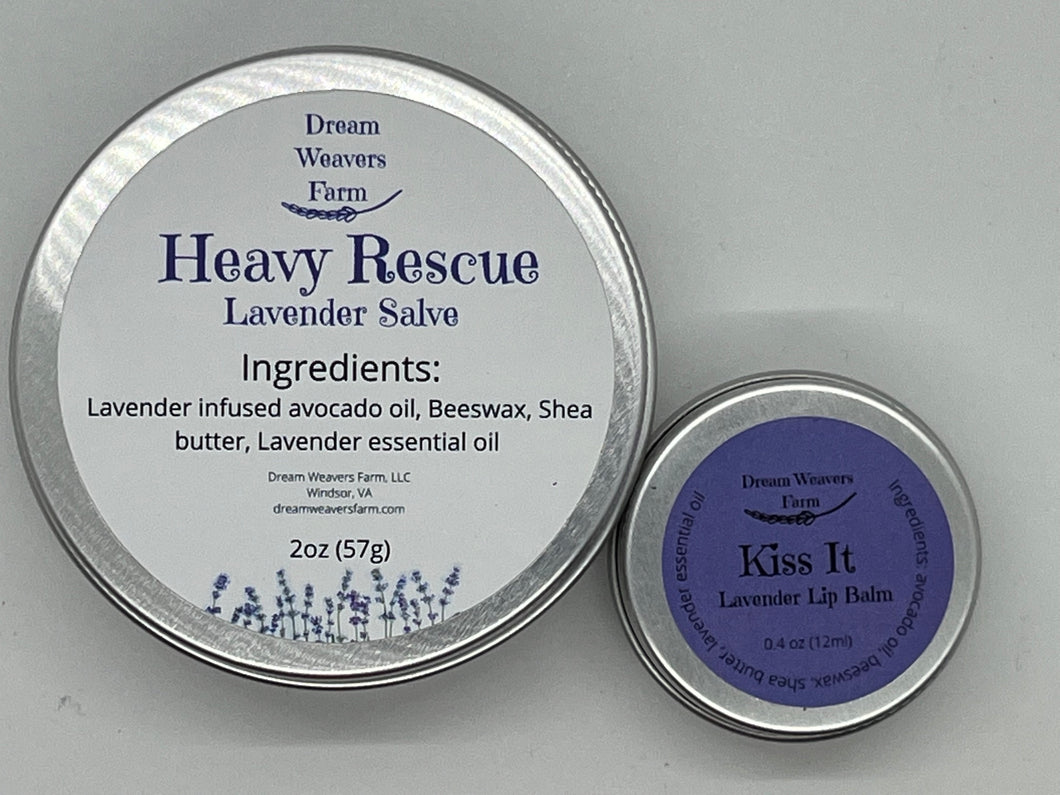 Dream
Weavers
Farm
Heavy Rescue
Lavender Salve
Ingredients:
Lavender infused avocado oil, Beeswax, Shea
butter, Lavender essential oil
Dream Weavers Farm, LLC
Windsor, VA
dreamweaversfarm.com
2oz (57g)
Dream Weavers
Farm
Kiss It
Lavender Lip Balm
0.4 oz (12ml)
Ingredients: avocado oil, beeswax, shea butter, lavender essential oil